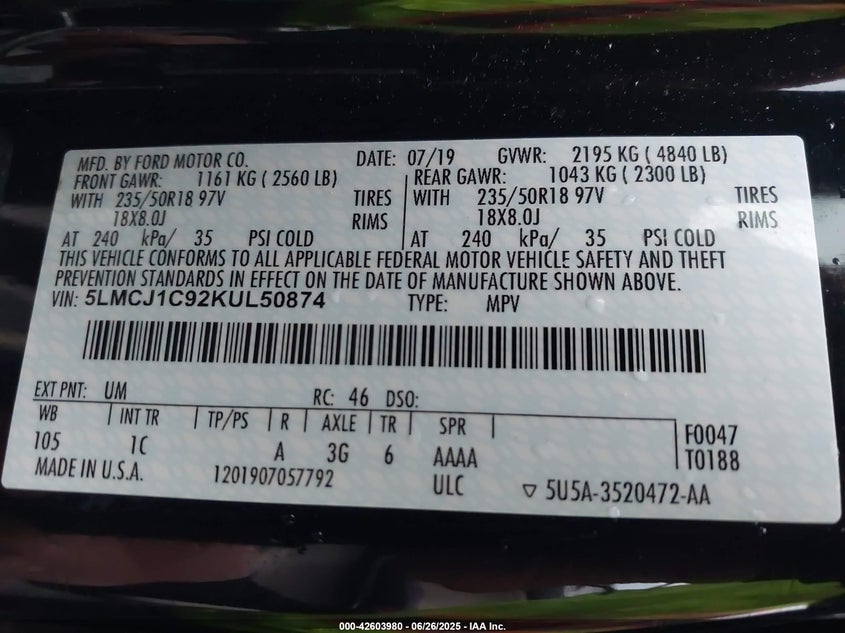 MFD. BY FORD MOTOR CO. DATE: 07/19 GVWR: 2195 KG ( 4840 LB)
FRONT GAWR: 1161 KG ( 2560 LB) REAR GAWR: 1043 KG ( 2300 LB)
WITH 235/50R18 97V TIRES WITH 235/50R18 97V TIRES
18X8.0J RIMS 18X8.0J RIMS
AT 240 kPa/ 35 PSI COLD AT 240 kPa/ 35 PSI COLD
THIS VEHICLE CONFORMS TO ALL APPLICABLE FEDERAL MOTOR VEHICLE SAFETY AND THEFT
PREVENTION STANDARDS IN EFFECT ON THE DATE OF MANUFACTURE SHOWN ABOVE.
VIN: 5LMCJ1C92KUL50874 TYPE: MPV
EXT PNT: UM RC: 46 DSO:
WB INT TR TP/PS R AXLE TR SPR F0047
105 1C A 3G 6 AAAA T0188
MADE IN U.S.A. 1201907057792 ULC ▽ 5U5A-3520472-AA
000-42603980 - 06/26/2025 - IAA Inc.